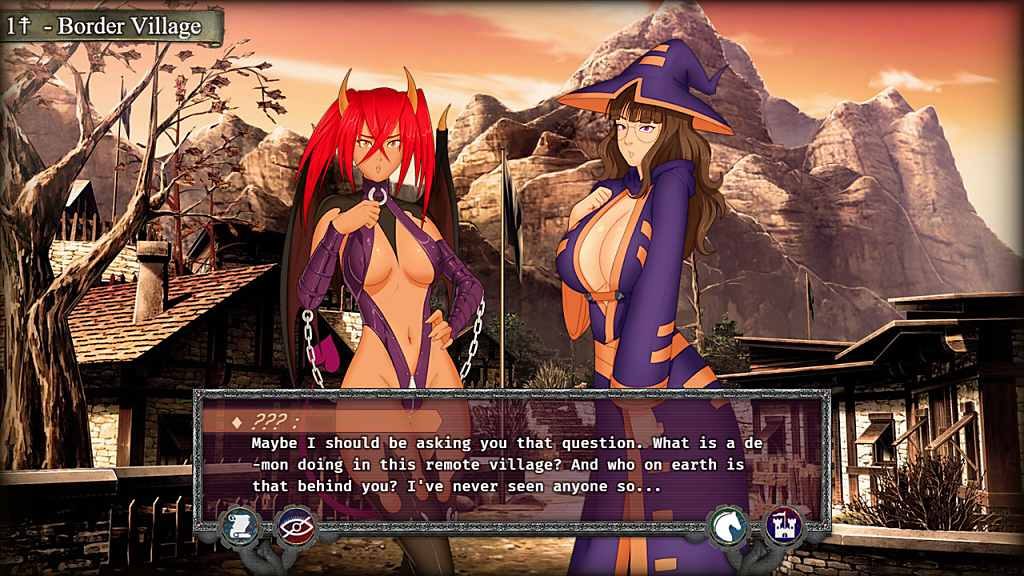 1† - Border Village
◆ ??? :
Maybe I should be asking you that question. What is a de
-mon doing in this remote village? And who on earth is
that behind you? I've never seen anyone so...